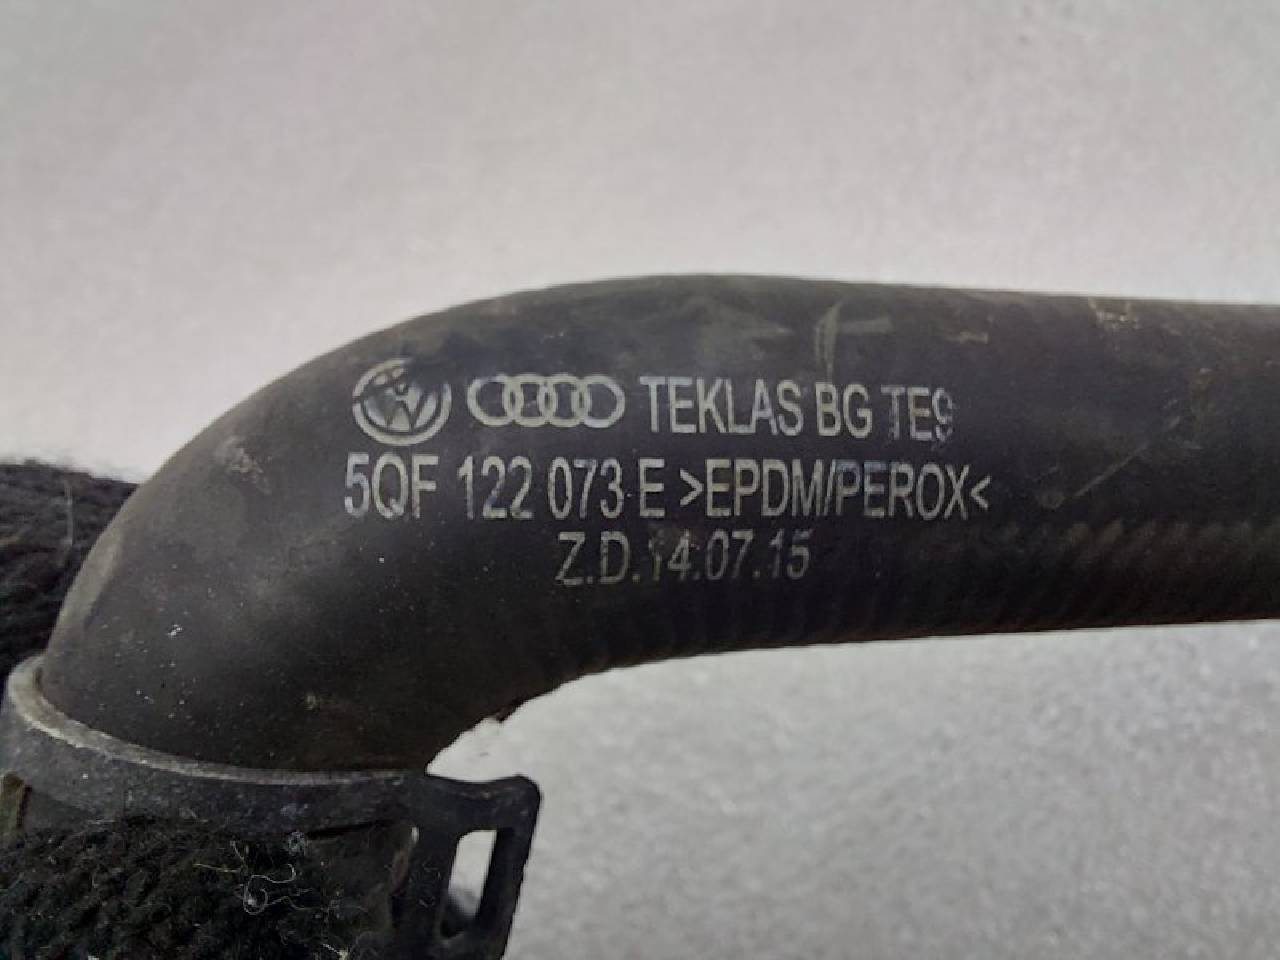 TEKLAS BG TE9
5QF 122 073 E >EPDM/PEROX<
Z.D.14.07.15